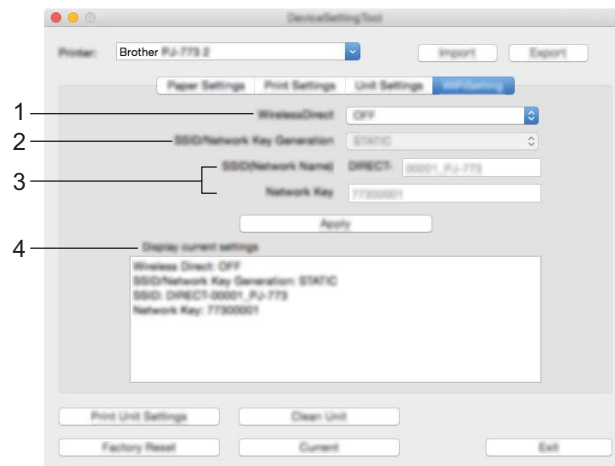 DeviceSettingTool
Printer: Brother PJ-773 2 Import Export
Paper Settings Print Settings Unit Settings WiFiSetting
1 WirelessDirect OFF
2 SSID/Network Key Generation STATIC
3 SSID(Network Name) DIRECT- 00001_PJ-773
Network Key 77300001
Apply
4 Display current settings
Wireless Direct: OFF
SSID/Network Key Generation: STATIC
SSID: DIRECT-00001_PJ-773
Network Key: 77300001
Print Unit Settings Clean Unit
Factory Reset Current Exit